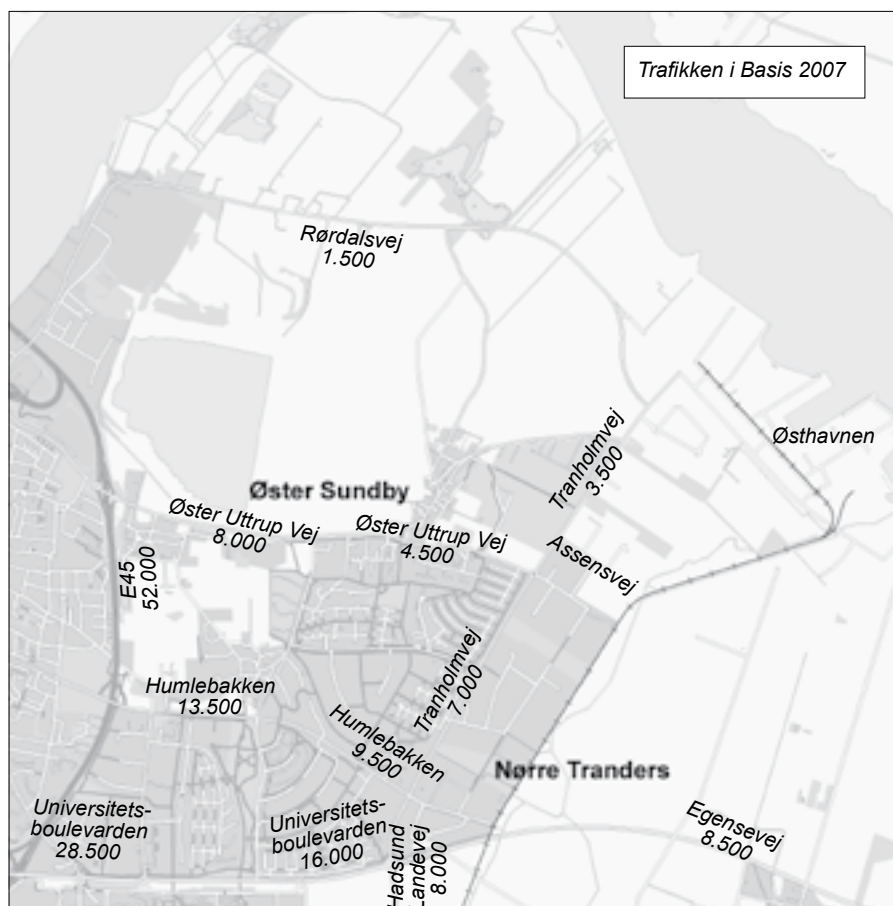 Trafikken i Basis 2007
Rørdalsvej
1.500
Østhavnen
Tranholmvej
3.500
Øster Sundby
Øster Uttrup Vej
8.000
Øster Uttrup Vej
4.500
Assensvej
E45
52.000
Tranholmvej
7.000
Humlebakken
13.500
Humlebakken
9.500
Nørre Tranders
Universitets-
boulevarden
28.500
Universitets-
boulevarden
16.000
Hadsund
Landevej
8.000
Egensevej
8.500